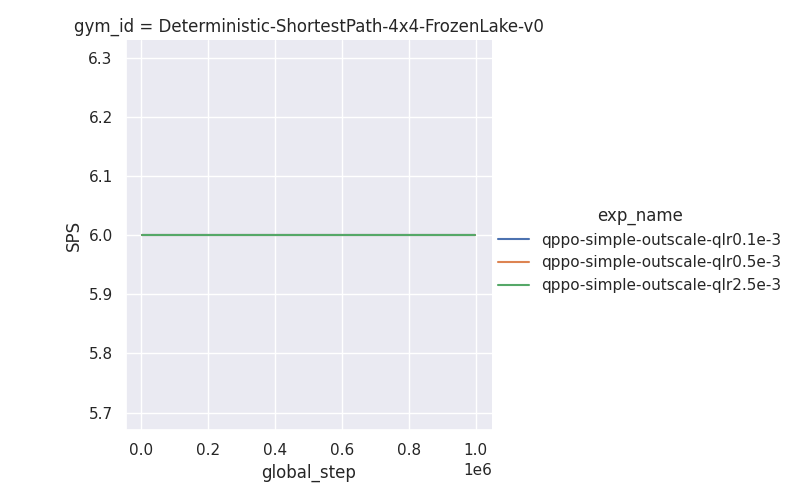 gym_id = Deterministic-ShortestPath-4x4-FrozenLake-v0
6.3
6.2
6.1
6.0
5.9
5.8
5.7
SPS
0.0 0.2 0.4 0.6 0.8 1.0
1e6
global_step
exp_name
qppo-simple-outscale-qlr0.1e-3
qppo-simple-outscale-qlr0.5e-3
qppo-simple-outscale-qlr2.5e-3